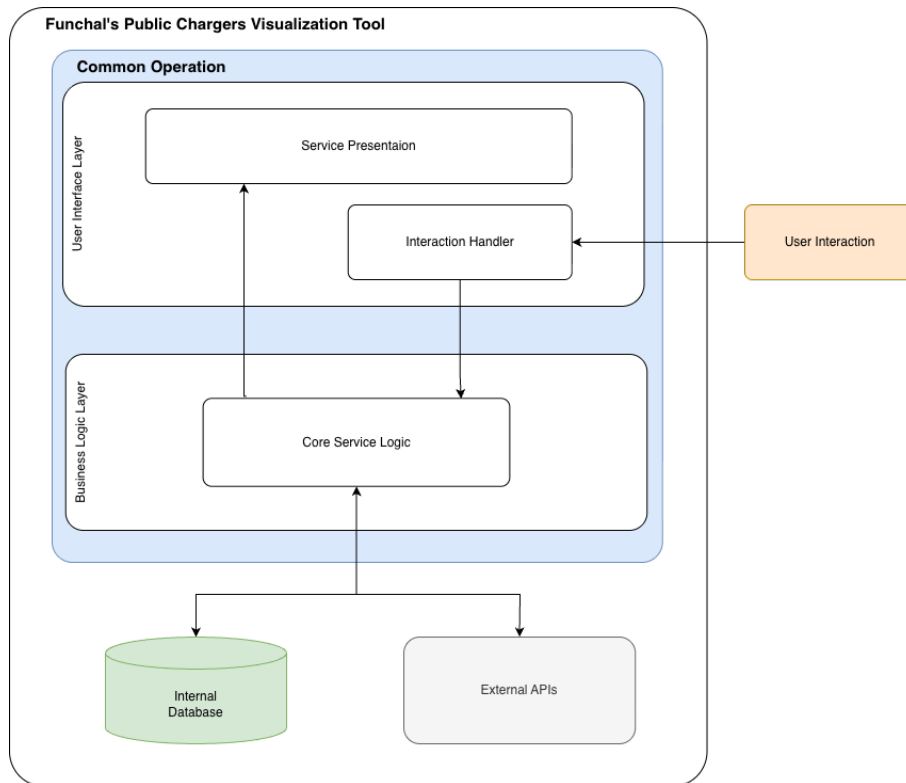 Funchal's Public Chargers Visualization Tool
Common Operation
User Interface Layer
Service Presentaion
Interaction Handler
User Interaction
Business Logic Layer
Core Service Logic
Internal
Database
External APIs